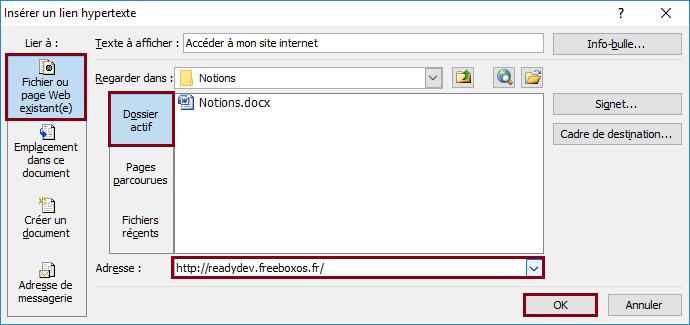 Insérer un lien hypertexte
?
Lier à :
Texte à afficher : Accéder à mon site internet
Info-bulle...
Fichier ou
page Web
existant(e)
Regarder dans : Notions
Dossier
actif
Notions.docx
Signet...
Cadre de destination...
Emplacement
dans ce
document
Pages
parcourues
Créer un
document
Fichiers
récents
Adresse de
messagerie
Adresse : http://readydev.freeboxos.fr/
OK
Annuler